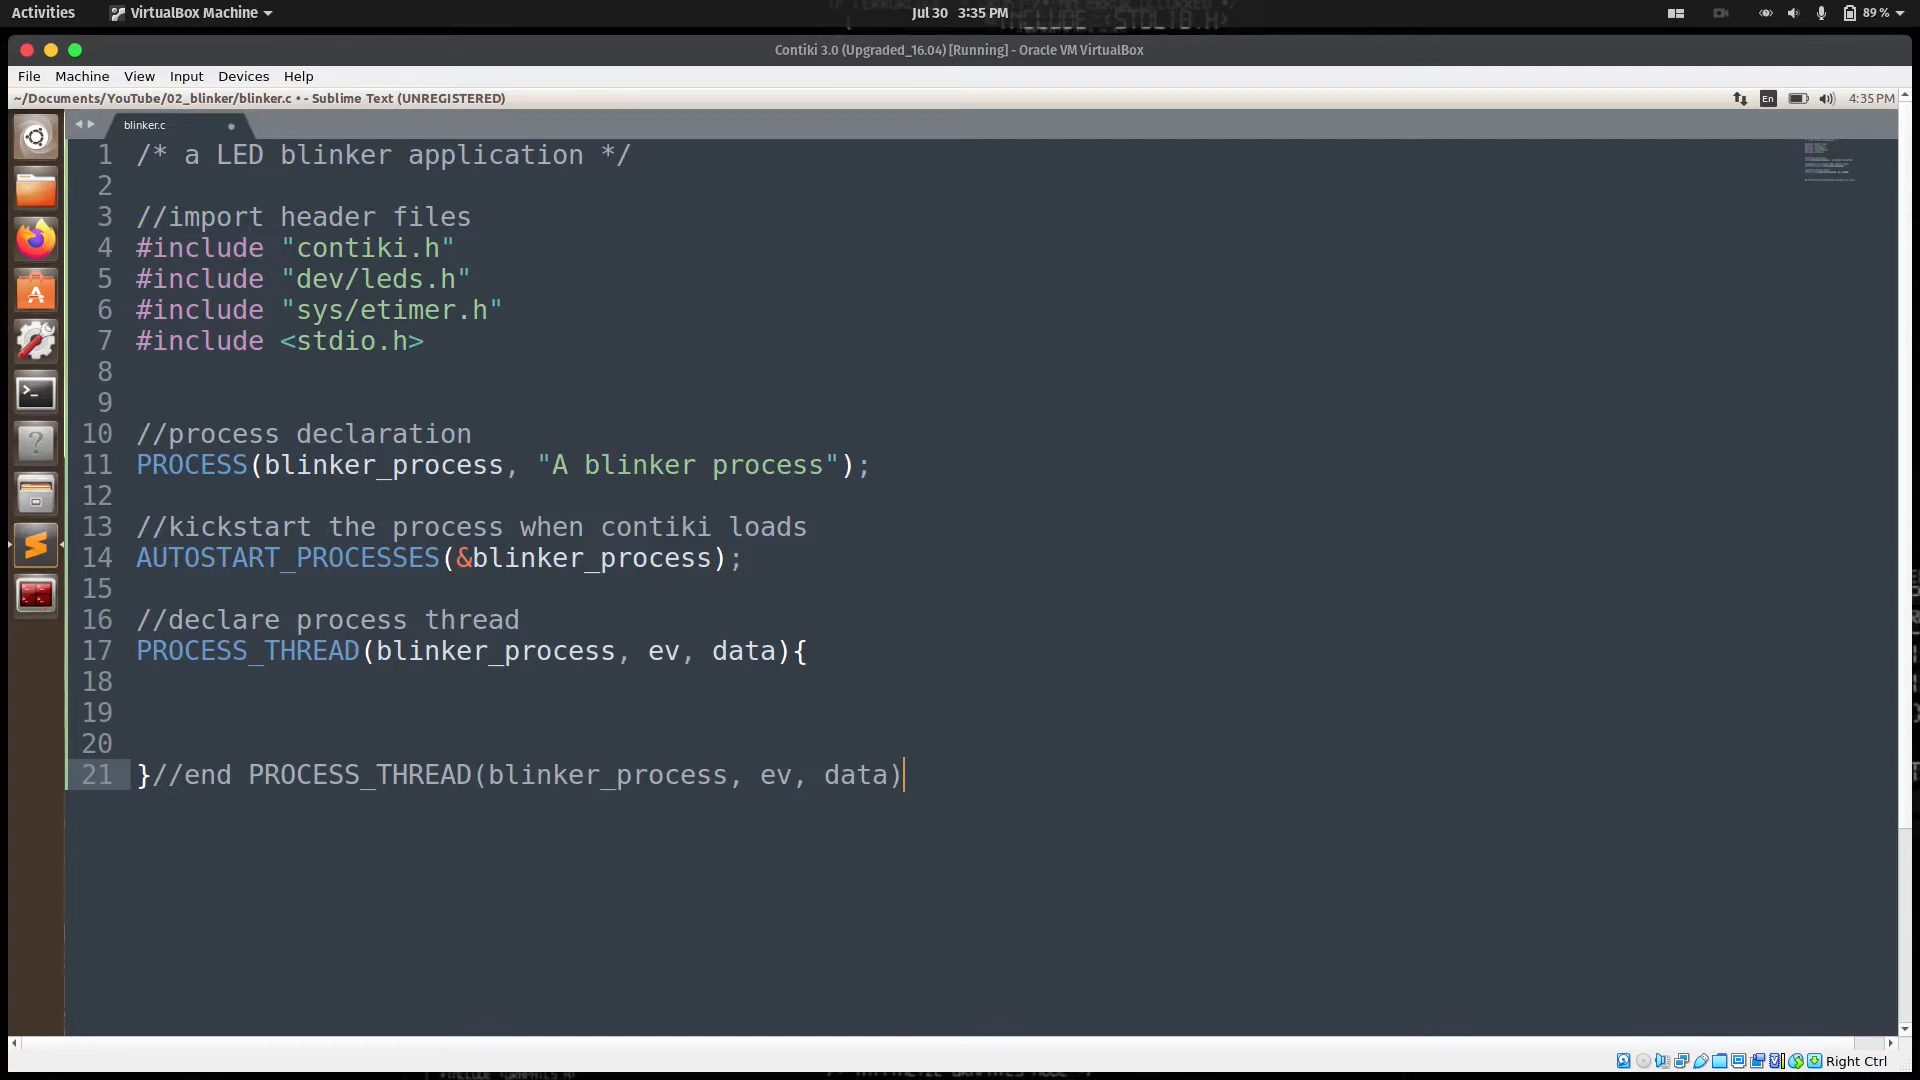 Activities VirtualBox Machine Jul 30 3:35 PM 89 %
Contiki 3.0 (Upgraded_16.04) [Running] - Oracle VM VirtualBox
File Machine View Input Devices Help
~/Documents/YouTube/02_blinker/blinker.c • - Sublime Text (UNREGISTERED) En 4:35 PM
blinker.c
1 /* a LED blinker application */
2
3 //import header files
4 #include "contiki.h"
5 #include "dev/leds.h"
6 #include "sys/etimer.h"
7 #include <stdio.h>
8
9
10 //process declaration
11 PROCESS(blinker_process, "A blinker process");
12
13 //kickstart the process when contiki loads
14 AUTOSTART_PROCESSES(&blinker_process);
15
16 //declare process thread
17 PROCESS_THREAD(blinker_process, ev, data){
18
19
20
21 }//end PROCESS_THREAD(blinker_process, ev, data)
Right Ctrl